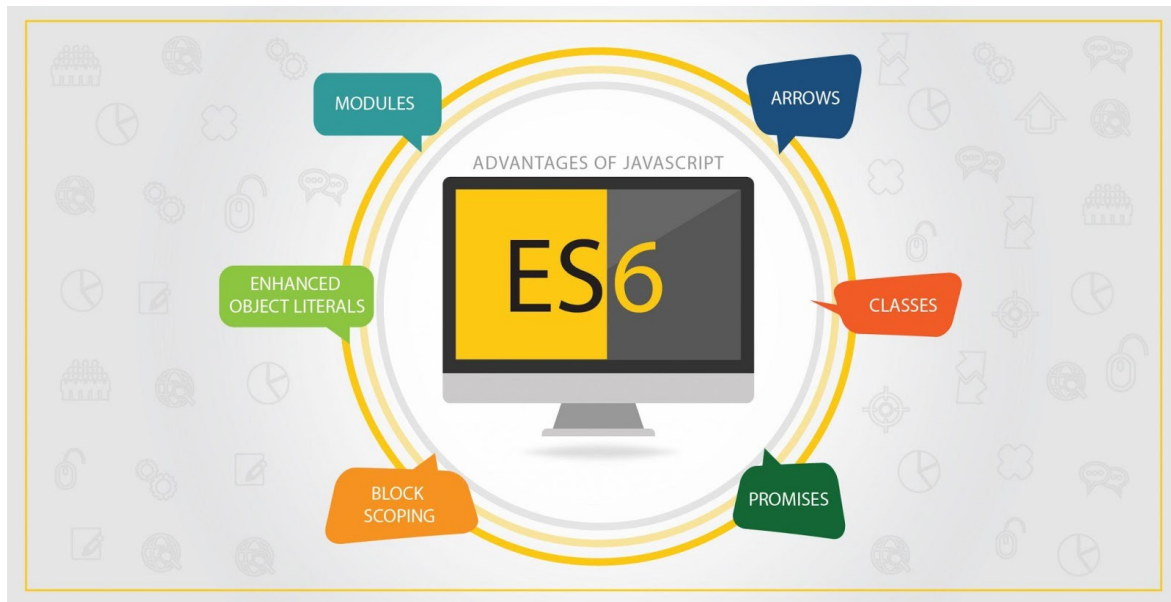 MODULES
ARROWS
ADVANTAGES OF JAVASCRIPT
ES6
ENHANCED
OBJECT LITERALS
CLASSES
BLOCK
SCOPING
PROMISES